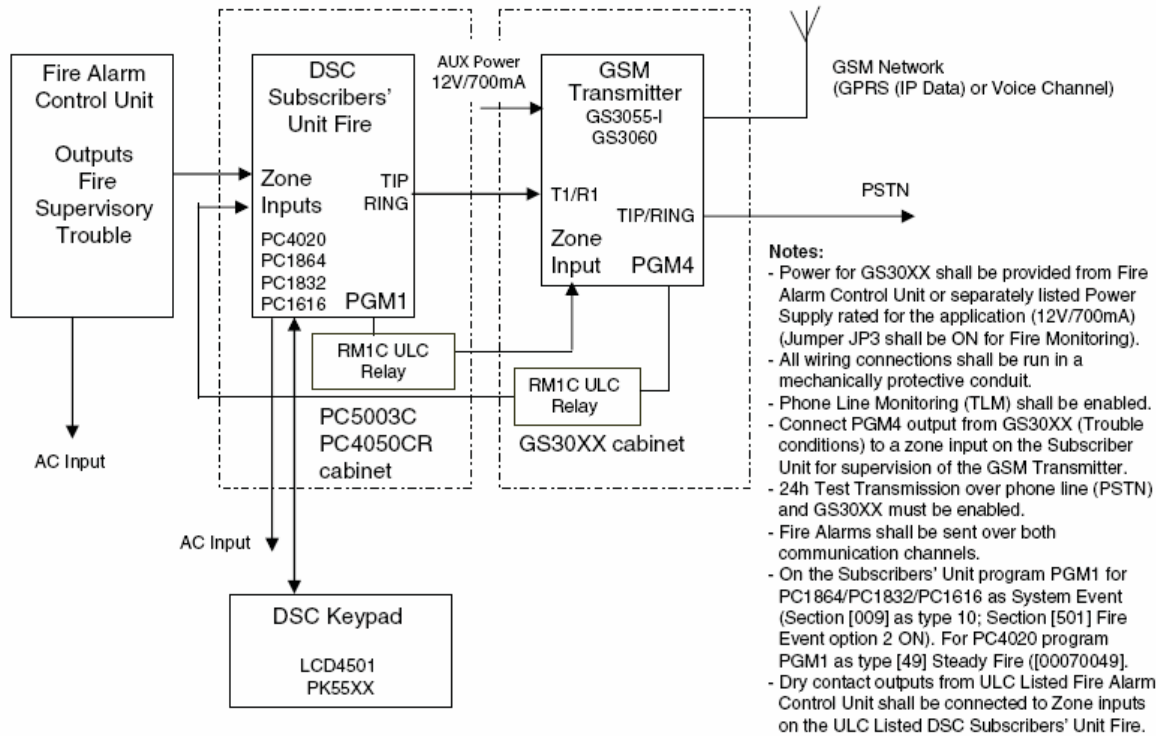 Fire Alarm
Control Unit
Outputs
Fire
Supervisory
Trouble
AC Input
DSC
Subscribers'
Unit Fire
Zone
Inputs
TIP
RING
PC4020
PC1864
PC1832
PC1616
PGM1
RM1C ULC
Relay
PC5003C
PC4050CR
cabinet
AC Input
DSC Keypad
LCD4501
PK55XX
AUX Power
12V/700mA
GSM
Transmitter
GS3055-I
GS3060
T1/R1
TIP/RING
Zone
Input
PGM4
RM1C ULC
Relay
GS30XX cabinet
GSM Network
(GPRS (IP Data) or Voice Channel)
PSTN
Notes:
- Power for GS30XX shall be provided from Fire
Alarm Control Unit or separately listed Power
Supply rated for the application (12V/700mA)
(Jumper JP3 shall be ON for Fire Monitoring).
- All wiring connections shall be run in a
mechanically protective conduit.
- Phone Line Monitoring (TLM) shall be enabled.
- Connect PGM4 output from GS30XX (Trouble
conditions) to a zone input on the Subscriber
Unit for supervision of the GSM Transmitter.
- 24h Test Transmission over phone line (PSTN)
and GS30XX must be enabled.
- Fire Alarms shall be sent over both
communication channels.
- On the Subscribers' Unit program PGM1 for
PC1864/PC1832/PC1616 as System Event
(Section [009] as type 10; Section [501] Fire
Event option 2 ON). For PC4020 program
PGM1 as type [49] Steady Fire ([00070049].
- Dry contact outputs from ULC Listed Fire Alarm
Control Unit shall be connected to Zone inputs
on the ULC Listed DSC Subscribers' Unit Fire.